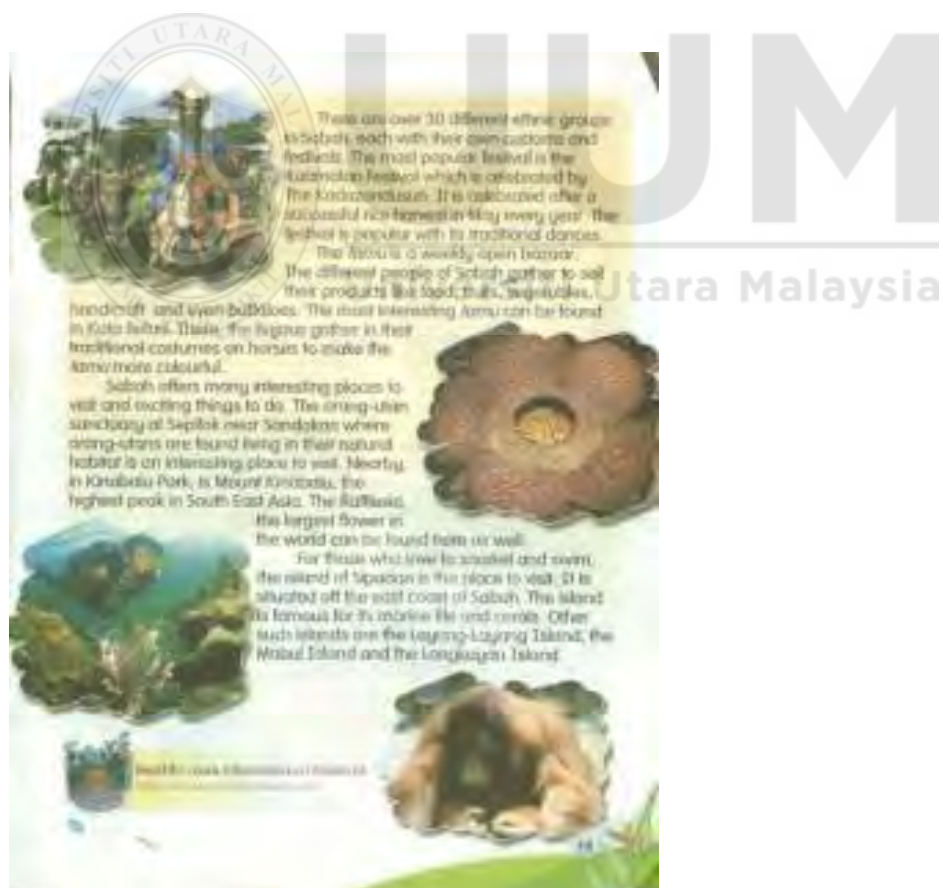 UTARA
UUM
Utara Malaysia
There are over 30 different ethnic groups
in Sabah, each with their own customs and
festivals. The most popular festival is the
Kaamatan Festival which is celebrated by
the Kadazandusun. It is celebrated after a
successful rice harvest in May every year. The
festival is popular with its traditional dances.
The Tamu is a weekly open bazaar.
The different people of Sabah gather to sell
their products like food, fruits, vegetables,
handicraft and even buffaloes. The most interesting Tamu can be found
in Kota Belud. There, the Bajaus gather in their
traditional costumes on horses to make the
Tamu more colourful.
Sabah offers many interesting places to
visit and exciting things to do. The orang-utan
sanctuary at Sepilok near Sandakan where
orang-utans are found living in their natural
habitat is an interesting place to visit. Nearby,
in Kinabalu Park, is Mount Kinabalu, the
highest peak in South East Asia. The Rafflesia,
the largest flower in
the world can be found here as well.
For those who love to snorkel and swim,
the island of Sipadan is the place to visit. It is
situated off the east coast of Sabah. The island
is famous for its marine life and corals. Other
such islands are the Layang-Layang Island, the
Mabul Island and the Lankayan Island.